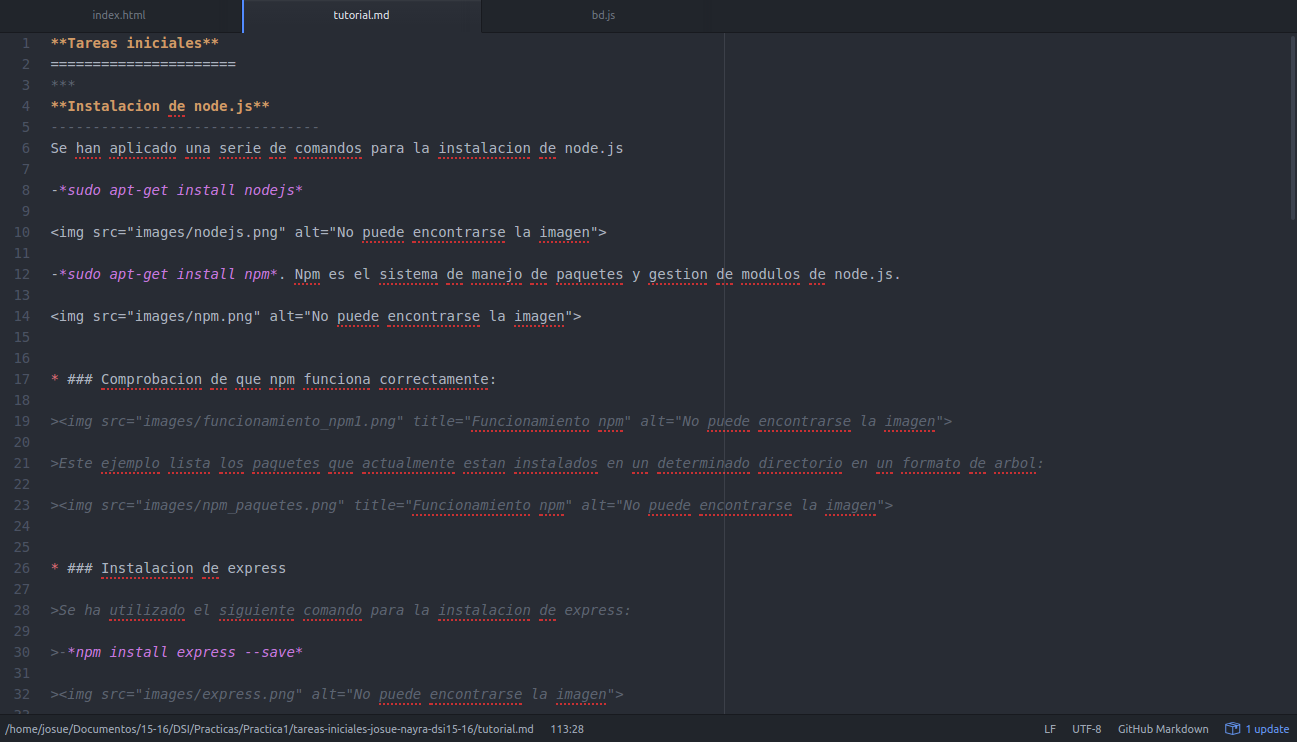 index.html tutorial.md bd.js
1 **Tareas iniciales**
2 ======================
3 ***
4 **Instalacion de node.js**
5 --------------------------------
6 Se han aplicado una serie de comandos para la instalacion de node.js
7
8 -*sudo apt-get install nodejs*
9
10 <img src="images/nodejs.png" alt="No puede encontrarse la imagen">
11
12 -*sudo apt-get install npm*. Npm es el sistema de manejo de paquetes y gestion de modulos de node.js.
13
14 <img src="images/npm.png" alt="No puede encontrarse la imagen">
15
16
17 * ### Comprobacion de que npm funciona correctamente:
18
19 ><img src="images/funcionamiento_npm1.png" title="Funcionamiento npm" alt="No puede encontrarse la imagen">
20
21 >Este ejemplo lista los paquetes que actualmente estan instalados en un determinado directorio en un formato de arbol:
22
23 ><img src="images/npm_paquetes.png" title="Funcionamiento npm" alt="No puede encontrarse la imagen">
24
25
26 * ### Instalacion de express
27
28 >Se ha utilizado el siguiente comando para la instalacion de express:
29
30 >-*npm install express --save*
31
32 ><img src="images/express.png" alt="No puede encontrarse la imagen">
33
/home/josue/Documentos/15-16/DSI/Practicas/Practica1/tareas-iniciales-josue-nayra-dsi15-16/tutorial.md 113:28 LF UTF-8 GitHub Markdown 1 update